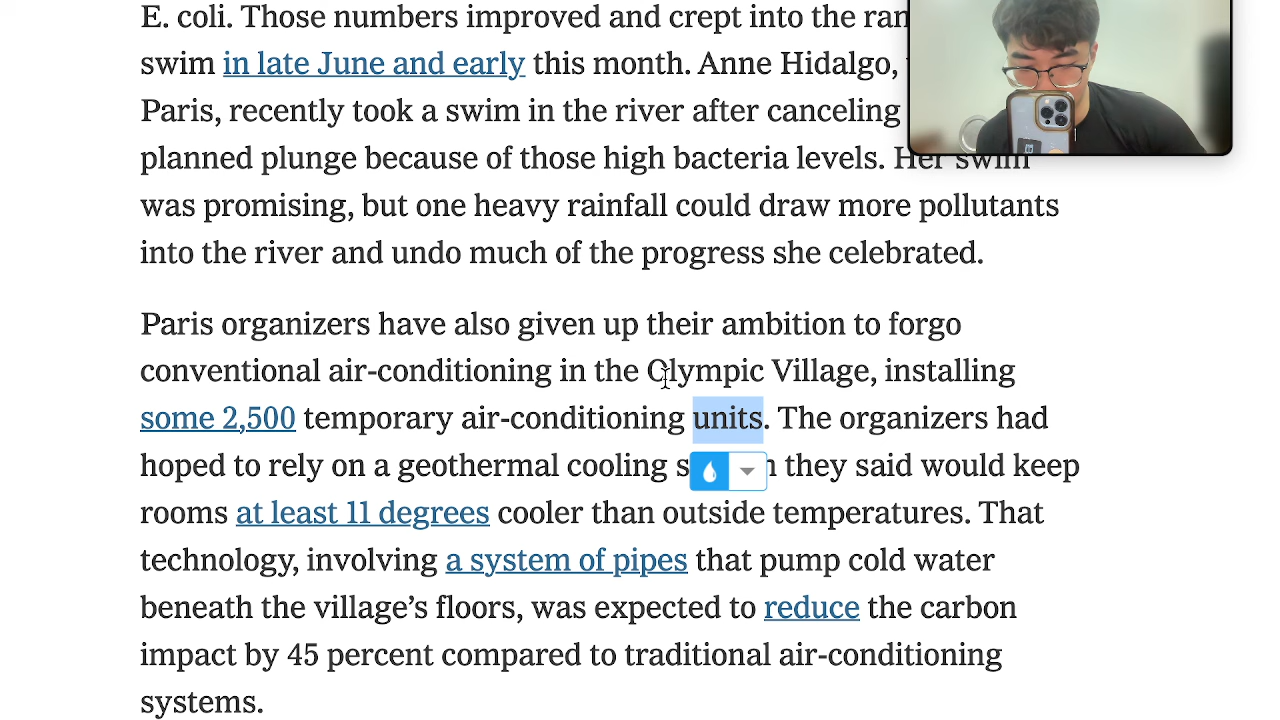 E. coli. Those numbers improved and crept into the ran
swim in late June and early this month. Anne Hidalgo,
Paris, recently took a swim in the river after canceling
planned plunge because of those high bacteria levels. Her swim
was promising, but one heavy rainfall could draw more pollutants
into the river and undo much of the progress she celebrated.
Paris organizers have also given up their ambition to forgo
conventional air-conditioning in the Olympic Village, installing
some 2,500 temporary air-conditioning units. The organizers had
hoped to rely on a geothermal cooling they said would keep
rooms at least 11 degrees cooler than outside temperatures. That
technology, involving a system of pipes that pump cold water
beneath the village’s floors, was expected to reduce the carbon
impact by 45 percent compared to traditional air-conditioning
systems.